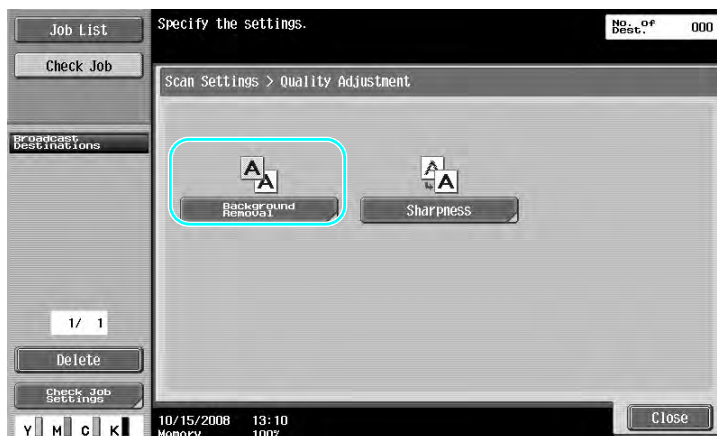 Job List
Check Job
Specify the settings.
No. of
Dest.
000
Scan Settings > Quality Adjustment
Broadcast
Destinations
A
A
A
A
Background
Removal
Sharpness
1/ 1
Delete
Check Job
Settings
Y M C K
10/15/2008 13:10
Memory 100%
Close